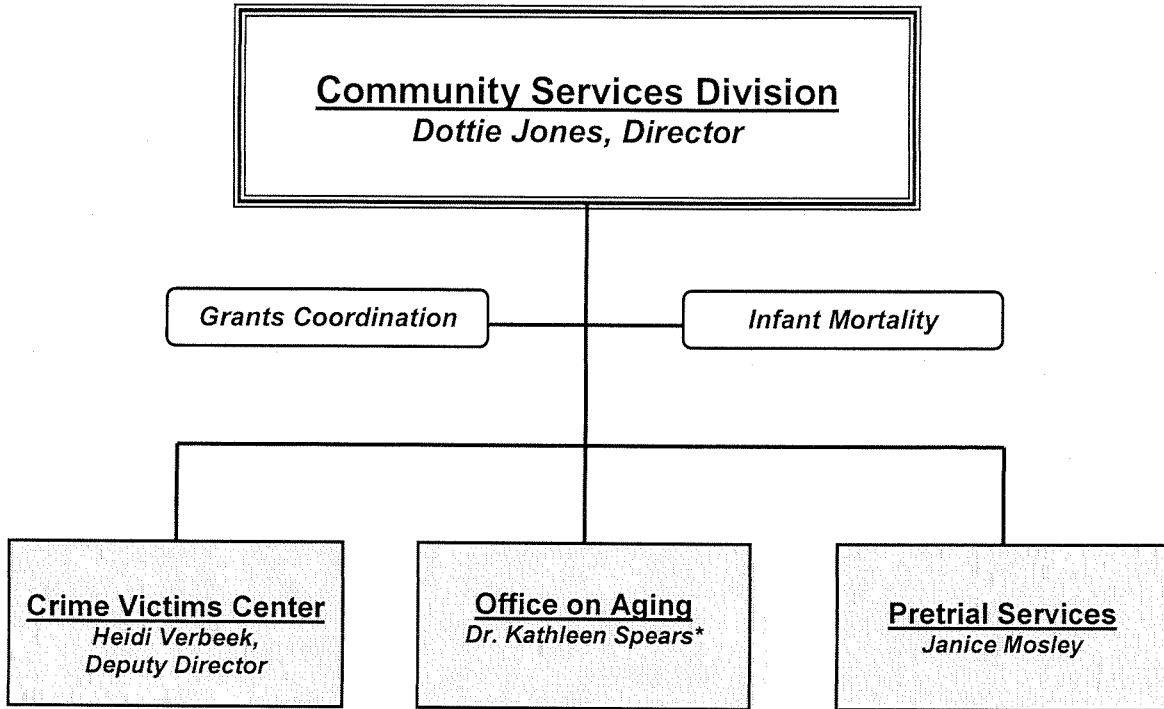 Community Services Division
Dottie Jones, Director
Grants Coordination
Infant Mortality
Crime Victims Center
Heidi Verbeek,
Deputy Director
Office on Aging
Dr. Kathleen Spears*
Pretrial Services
Janice Mosley